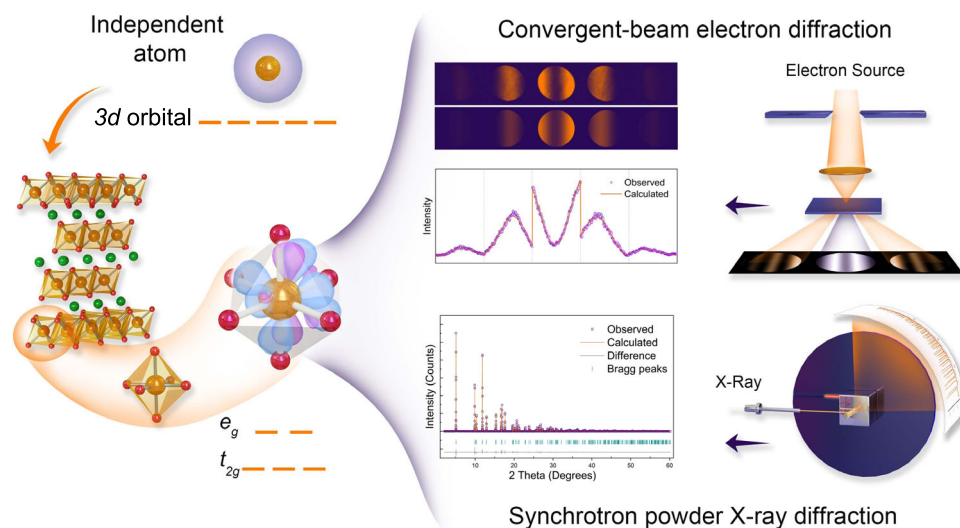 Independent
atom
3d orbital
e_g
t_2g
Convergent-beam electron diffraction
Electron Source
Intensity
Observed
Calculated
Intensity (Counts)
Observed
Calculated
Difference
Bragg peaks
10 20 30 40 50 60
2 Theta (Degrees)
X-Ray
Synchrotron powder X-ray diffraction